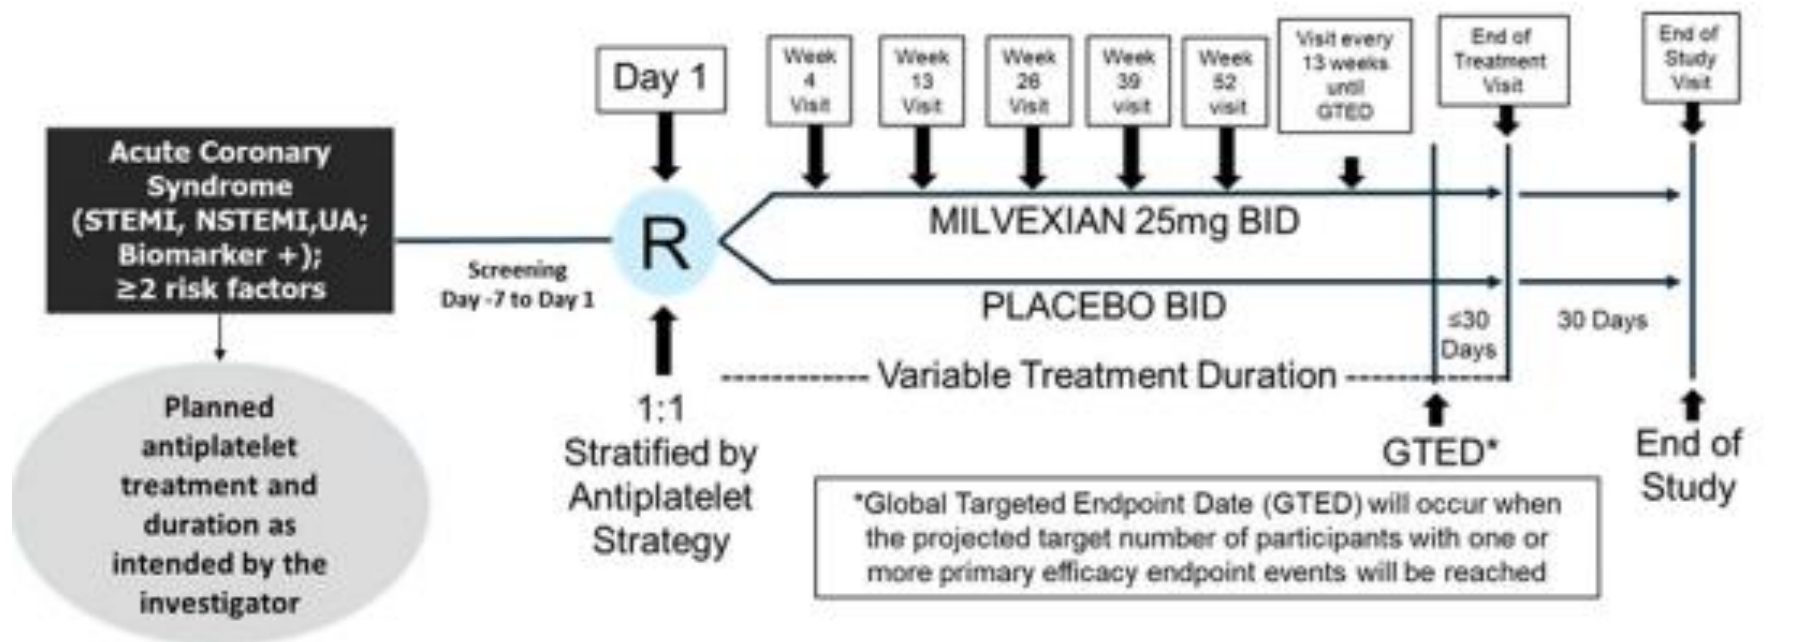 Acute Coronary
Syndrome
(STEMI, NSTEMI,UA;
Biomarker +);
≥2 risk factors
Planned
antiplatelet
treatment and
duration as
intended by the
investigator
Screening
Day -7 to Day 1
Day 1
R
1:1
Stratified by
Antiplatelet
Strategy
Week
4
Visit
Week
13
Visit
Week
26
Visit
Week
39
visit
Week
52
visit
Visit every
13 weeks
until
GTED
End of
Treatment
Visit
End of
Study
Visit
MILVEXIAN 25mg BID
PLACEBO BID
≤30
Days
30 Days
Variable Treatment Duration
GTED*
End of
Study
*Global Targeted Endpoint Date (GTED) will occur when
the projected target number of participants with one or
more primary efficacy endpoint events will be reached